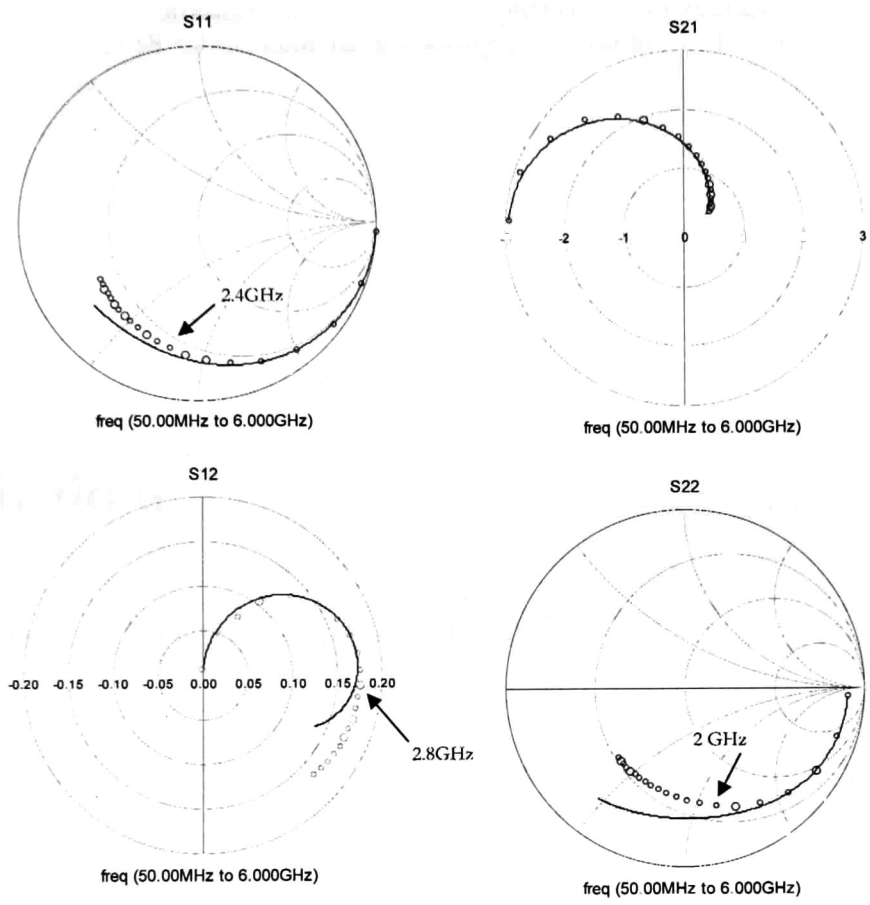 S11
2.4GHz
freq (50.00MHz to 6.000GHz)
S21
-2 -1 0 3
freq (50.00MHz to 6.000GHz)
S12
-0.20 -0.15 -0.10 -0.05 0.00 0.05 0.10 0.15 0.20
2.8GHz
freq (50.00MHz to 6.000GHz)
S22
2 GHz
freq (50.00MHz to 6.000GHz)